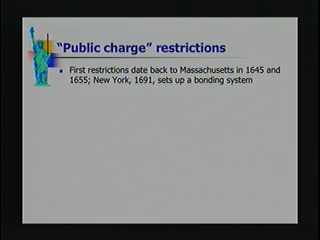 “Public charge” restrictions
First restrictions date back to Massachusetts in 1645 and
1655; New York, 1691, sets up a bonding system